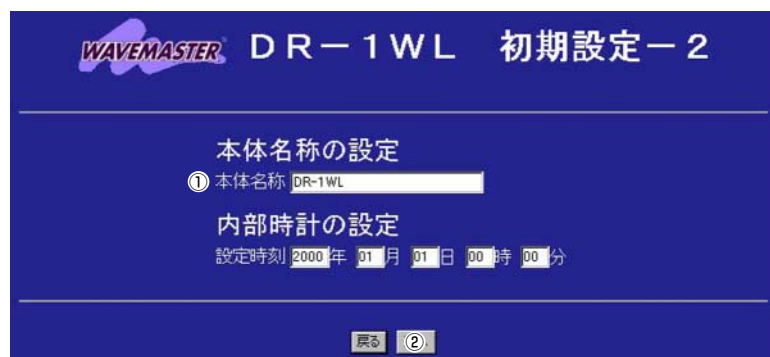 WAVEMASTER DR－1WL 初期設定－2
本体名称の設定
① 本体名称 DR-1WL
内部時計の設定
設定時刻 2000 年 01 月 01 日 00 時 00 分
戻る ②